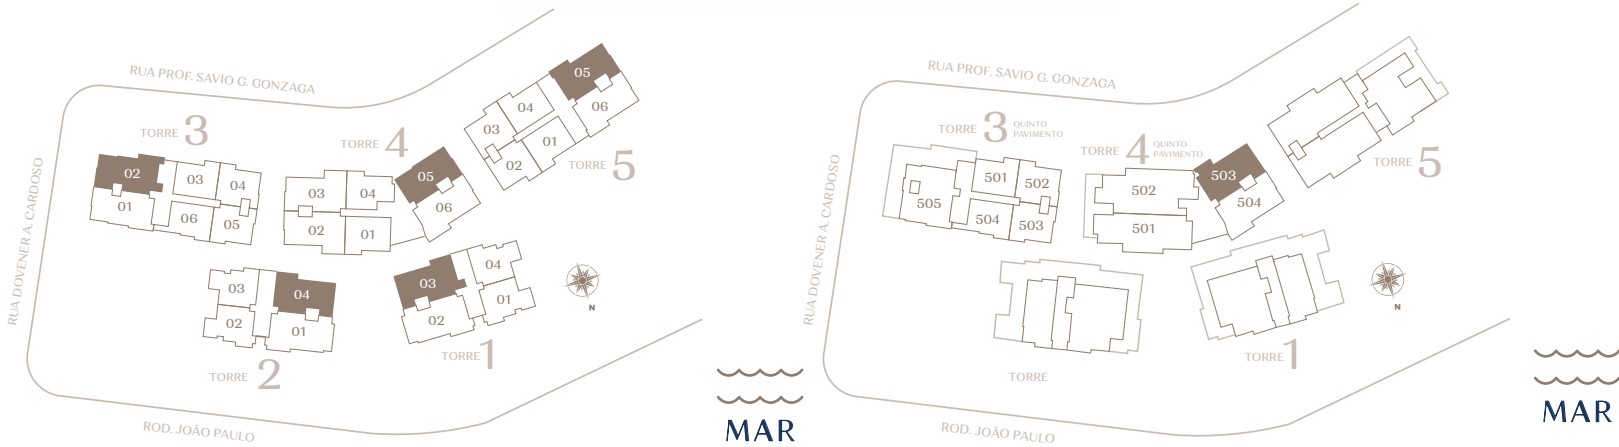 RUA PROF. SAVIO G. GONZAGA
RUA DOVENER A. CARDOSO
TORRE 3
02
03
04
01
06
05
TORRE 4
03
04
02
01
05
06
TORRE 5
05
04
06
03
01
02
TORRE 2
03
04
02
01
TORRE 1
03
04
02
01
N
ROD. JOÃO PAULO
MAR
RUA PROF. SAVIO G. GONZAGA
RUA DOVENER A. CARDOSO
TORRE 3 QUINTO
PAVIMENTO
501
502
505
504
503
TORRE 4 QUINTO
PAVIMENTO
502
501
503
504
TORRE 5
TORRE
TORRE 1
N
ROD. JOÃO PAULO
MAR